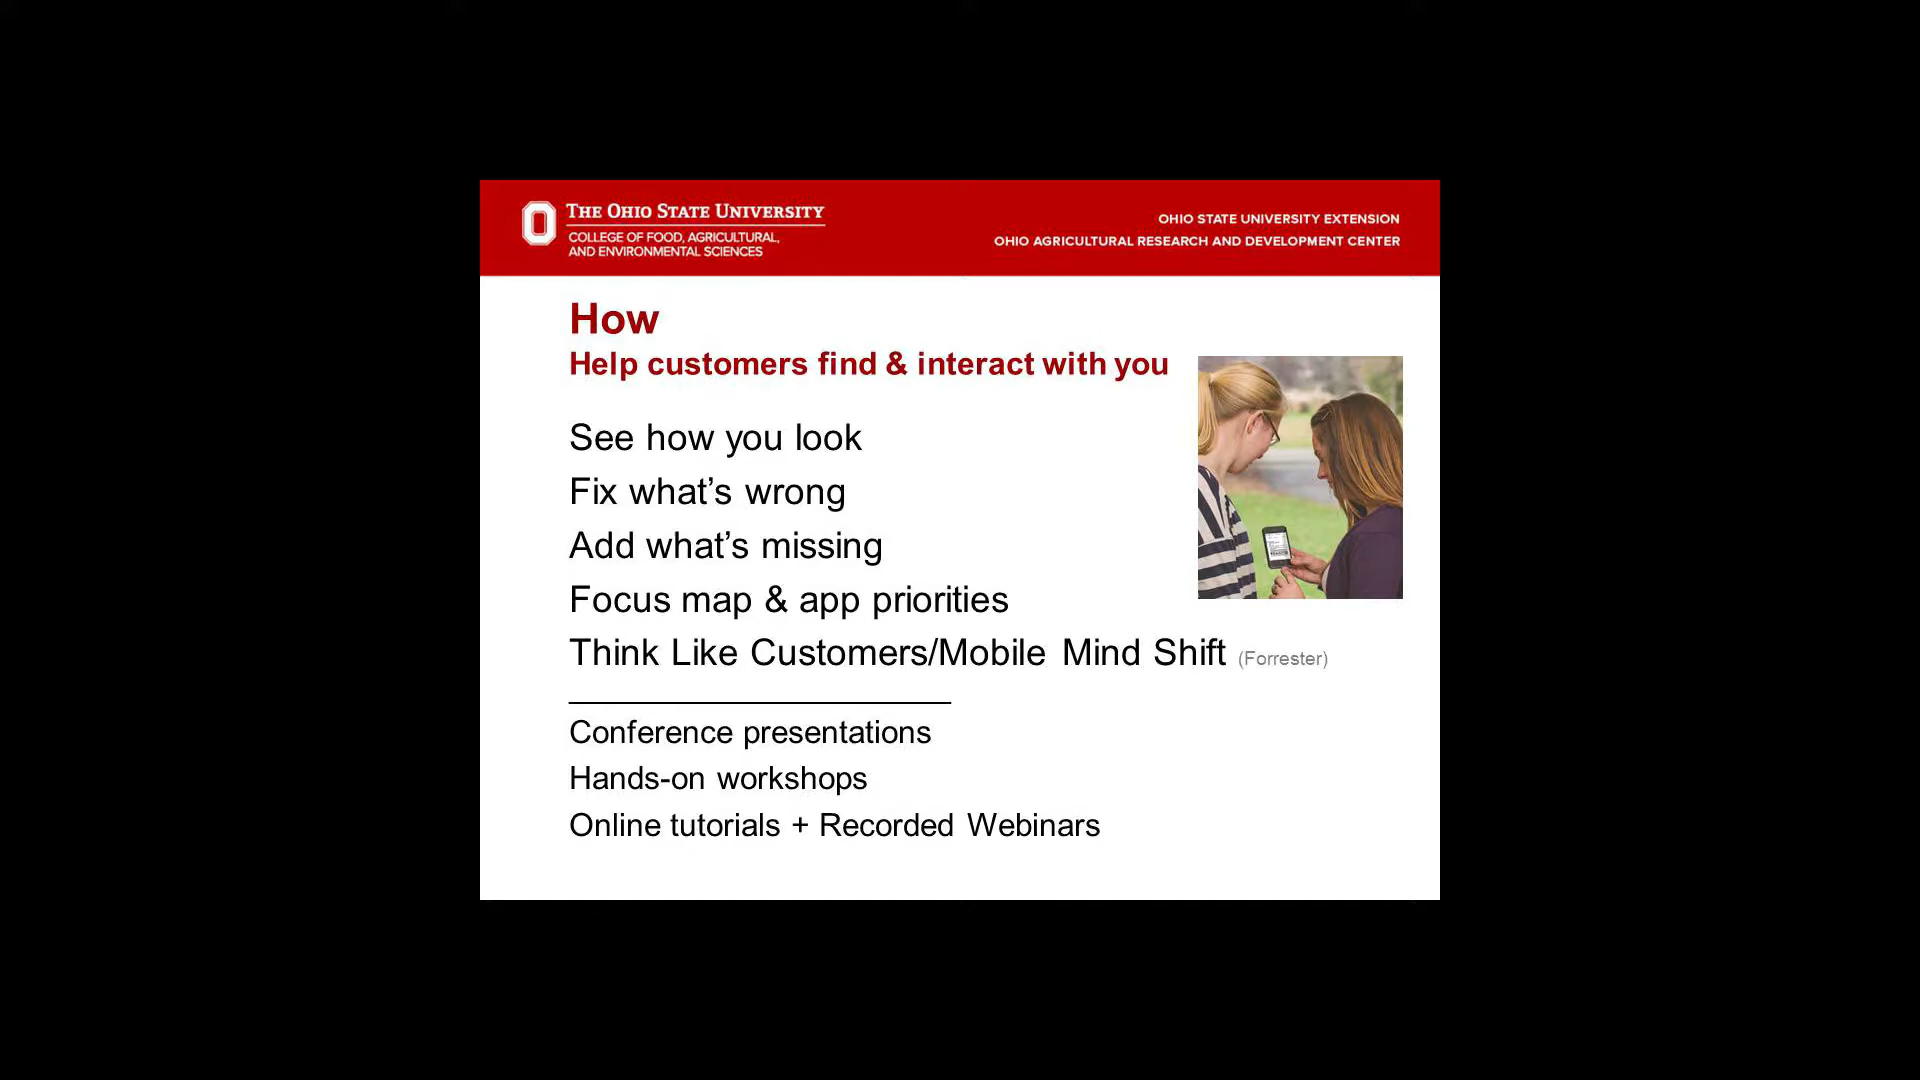 THE OHIO STATE UNIVERSITY
COLLEGE OF FOOD, AGRICULTURAL,
AND ENVIRONMENTAL SCIENCES
OHIO STATE UNIVERSITY EXTENSION
OHIO AGRICULTURAL RESEARCH AND DEVELOPMENT CENTER
How
Help customers find & interact with you
See how you look
Fix what’s wrong
Add what’s missing
Focus map & app priorities
Think Like Customers/Mobile Mind Shift (Forrester)
Conference presentations
Hands-on workshops
Online tutorials + Recorded Webinars